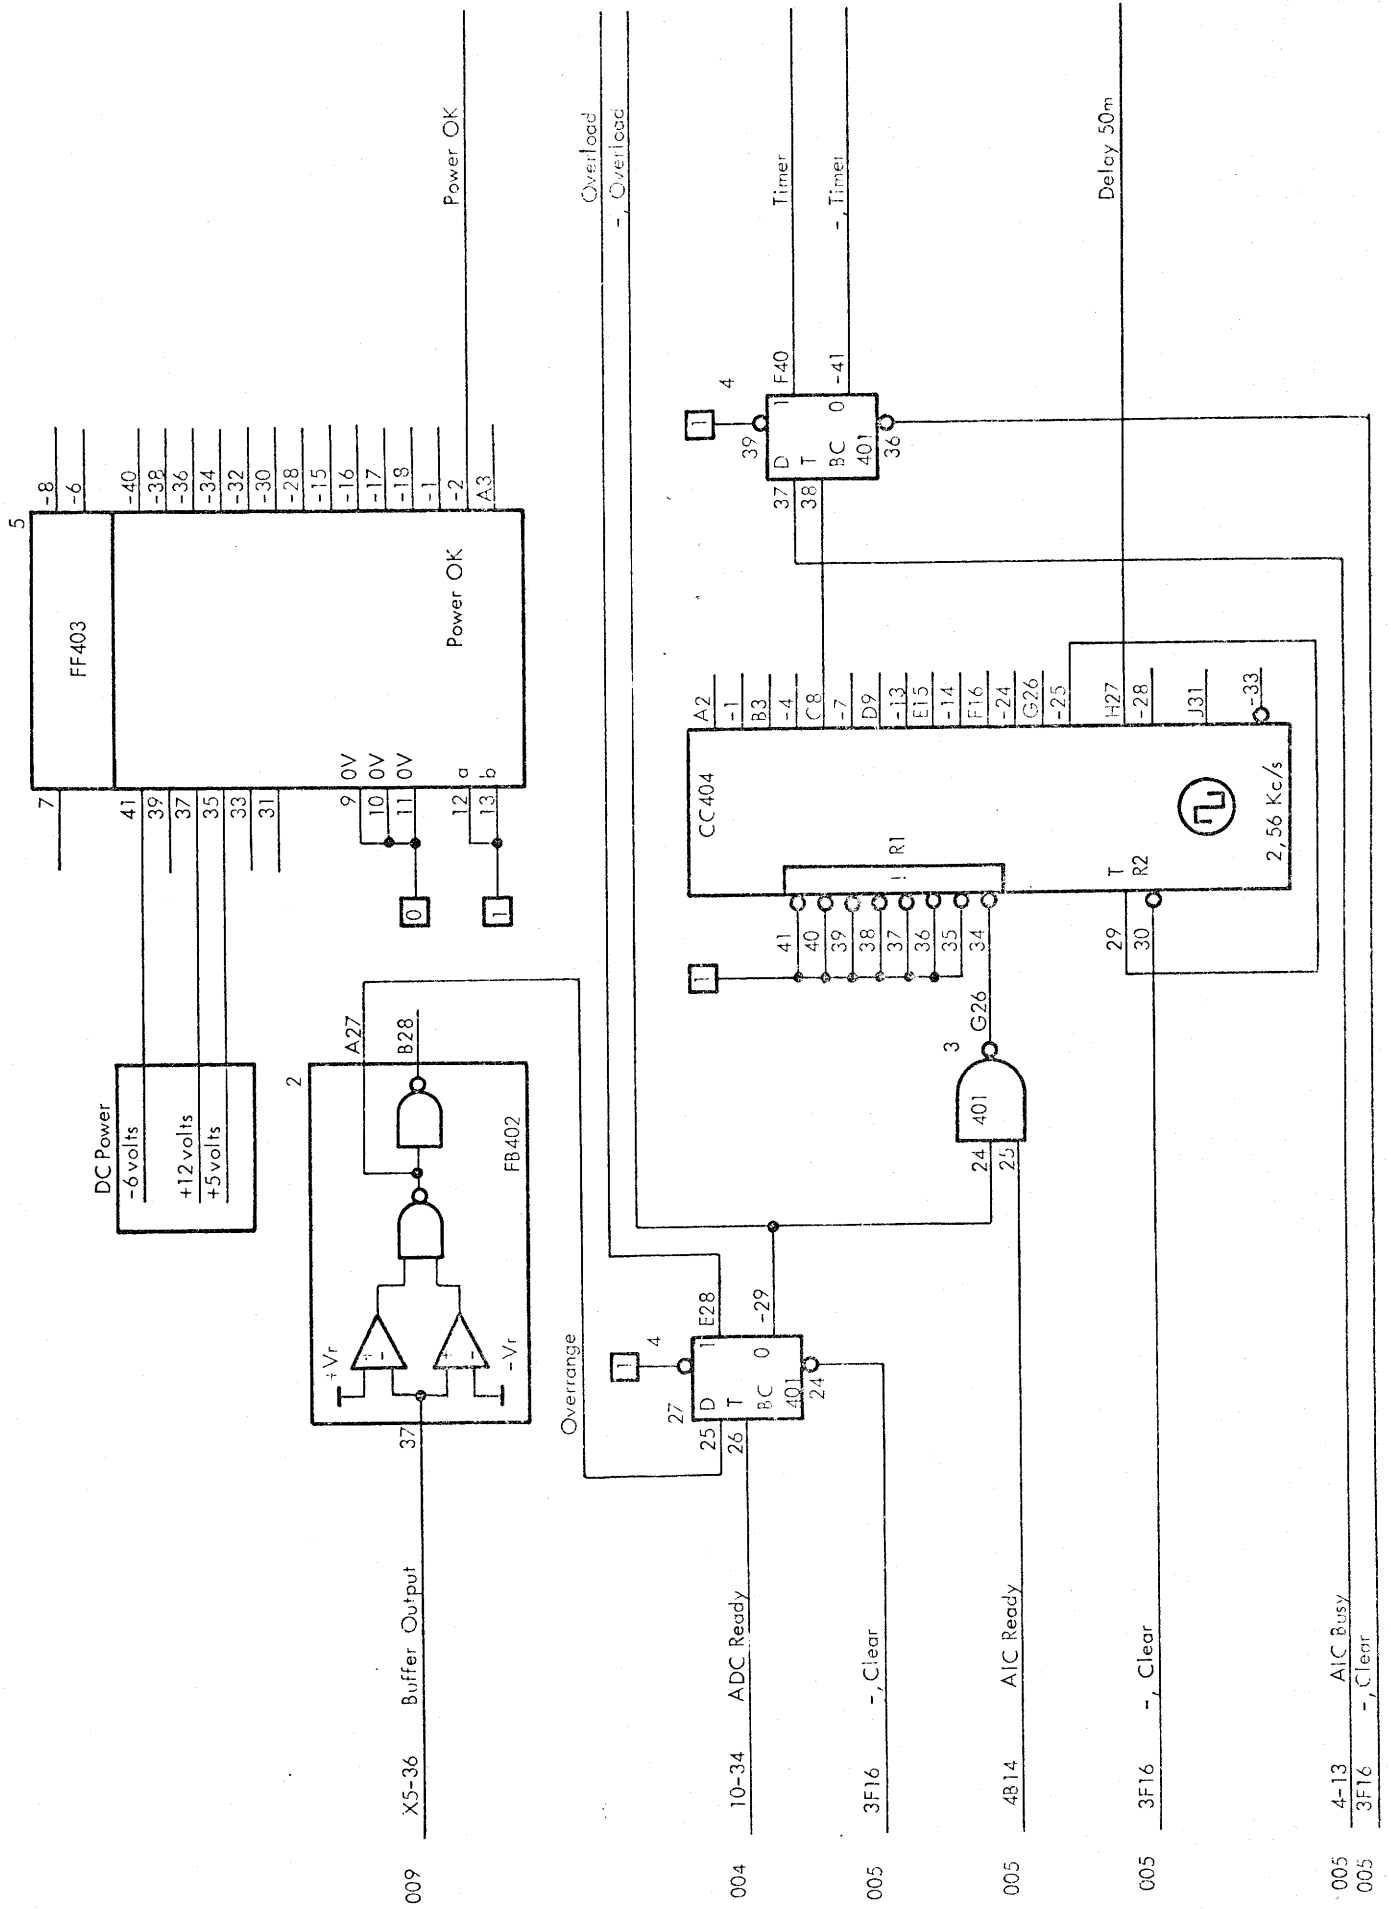 5
FF403
7
41
39
37
35
33
31
9 0V
10 0V
11 0V
12 a
13 b
Power OK
-8
-6
-40
-38
-36
-34
-32
-30
-28
-15
-16
-17
-18
-1
-2
A3
Power OK
0
1
DC Power
-6 volts
+12 volts
+5 volts
2
A27
B28
FB402
+Vr
+
-
+
-
-Vr
37
009 X5-36 Buffer Output
Overrange
Overload
-, Overload
1
4
27
25 D
26 T
BC
401
24
1 E28
0 -29
004 10-34 ADC Ready
005 3F16 -, Clear
005 4B14 AIC Ready
005 3F16 -, Clear
005 4-13 AIC Busy
005 3F16 -, Clear
24
25
401
3
G26
1
41
40
39
38
37
36
35
34
R1
CC404
29 T
30 R2
2,56 Kc/s
A2
-1
B3
-4
C8
-7
D9
-13
E15
-14
F16
-24
G26
-25
H27
-28
J31
-33
Delay 50m
1
4
39
37 D
38 T
BC
401
36
1 F40
0 -41
Timer
-, Timer